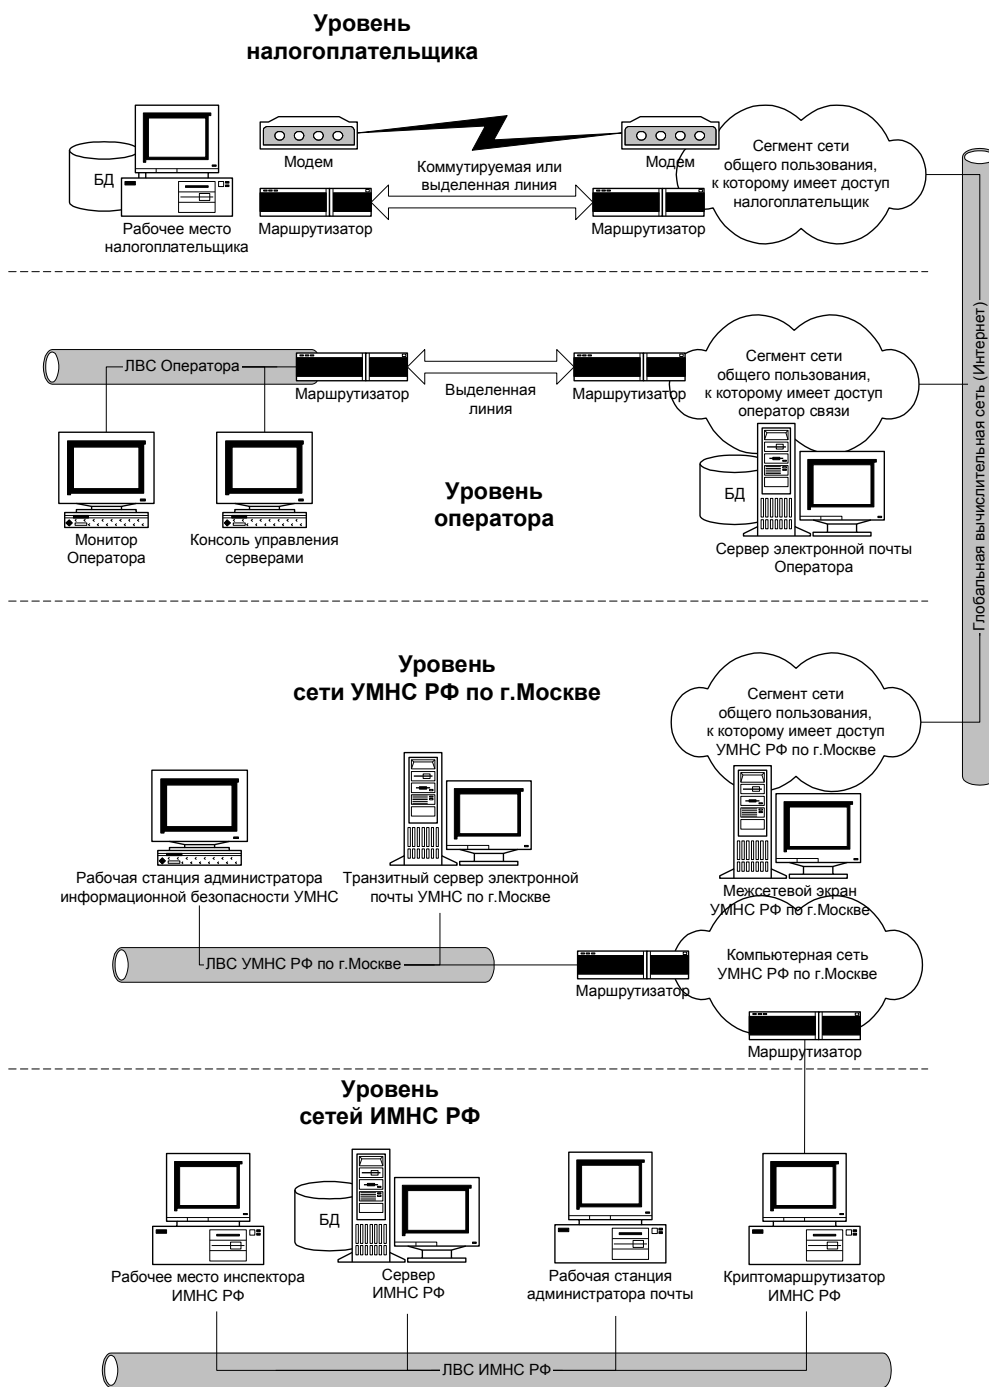 Уровень
налогоплательщика
БД
Рабочее место
налогоплательщика
Модем
Маршрутизатор
Коммутируемая или
выделенная линия
Модем
Маршрутизатор
Сегмент сети
общего пользования,
к которому имеет доступ
налогоплательщик
Глобальная вычислительная сеть (Интернет)
ЛВС Оператора
Маршрутизатор
Выделенная
линия
Маршрутизатор
Сегмент сети
общего пользования,
к которому имеет доступ
оператор связи
Монитор
Оператора
Консоль управления
серверами
Уровень
оператора
БД
Сервер электронной почты
Оператора
Уровень
сети УМНС РФ по г.Москве
Сегмент сети
общего пользования,
к которому имеет доступ
УМНС РФ по г.Москве
Рабочая станция администратора
информационной безопасности УМНС
Транзитный сервер электронной
почты УМНС по г.Москве
Межсетевой экран
УМНС РФ по г.Москве
ЛВС УМНС РФ по г.Москве
Маршрутизатор
Компьютерная сеть
УМНС РФ по г.Москве
Маршрутизатор
Уровень
сетей ИМНС РФ
Рабочее место инспектора
ИМНС РФ
БД
Сервер
ИМНС РФ
Рабочая станция
администратора почты
Криптомаршрутизатор
ИМНС РФ
ЛВС ИМНС РФ